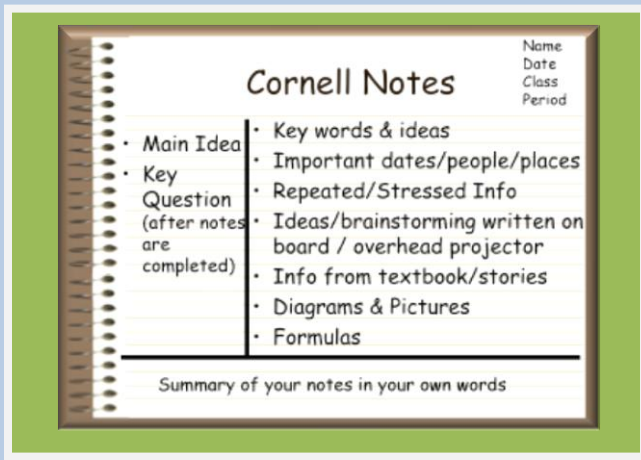 Name
Date
Class
Period
Cornell Notes
• Main Idea
• Key
Question
(after notes
are
completed)
• Key words & ideas
• Important dates/people/places
• Repeated/Stressed Info
• Ideas/brainstorming written on
board / overhead projector
• Info from textbook/stories
• Diagrams & Pictures
• Formulas
Summary of your notes in your own words